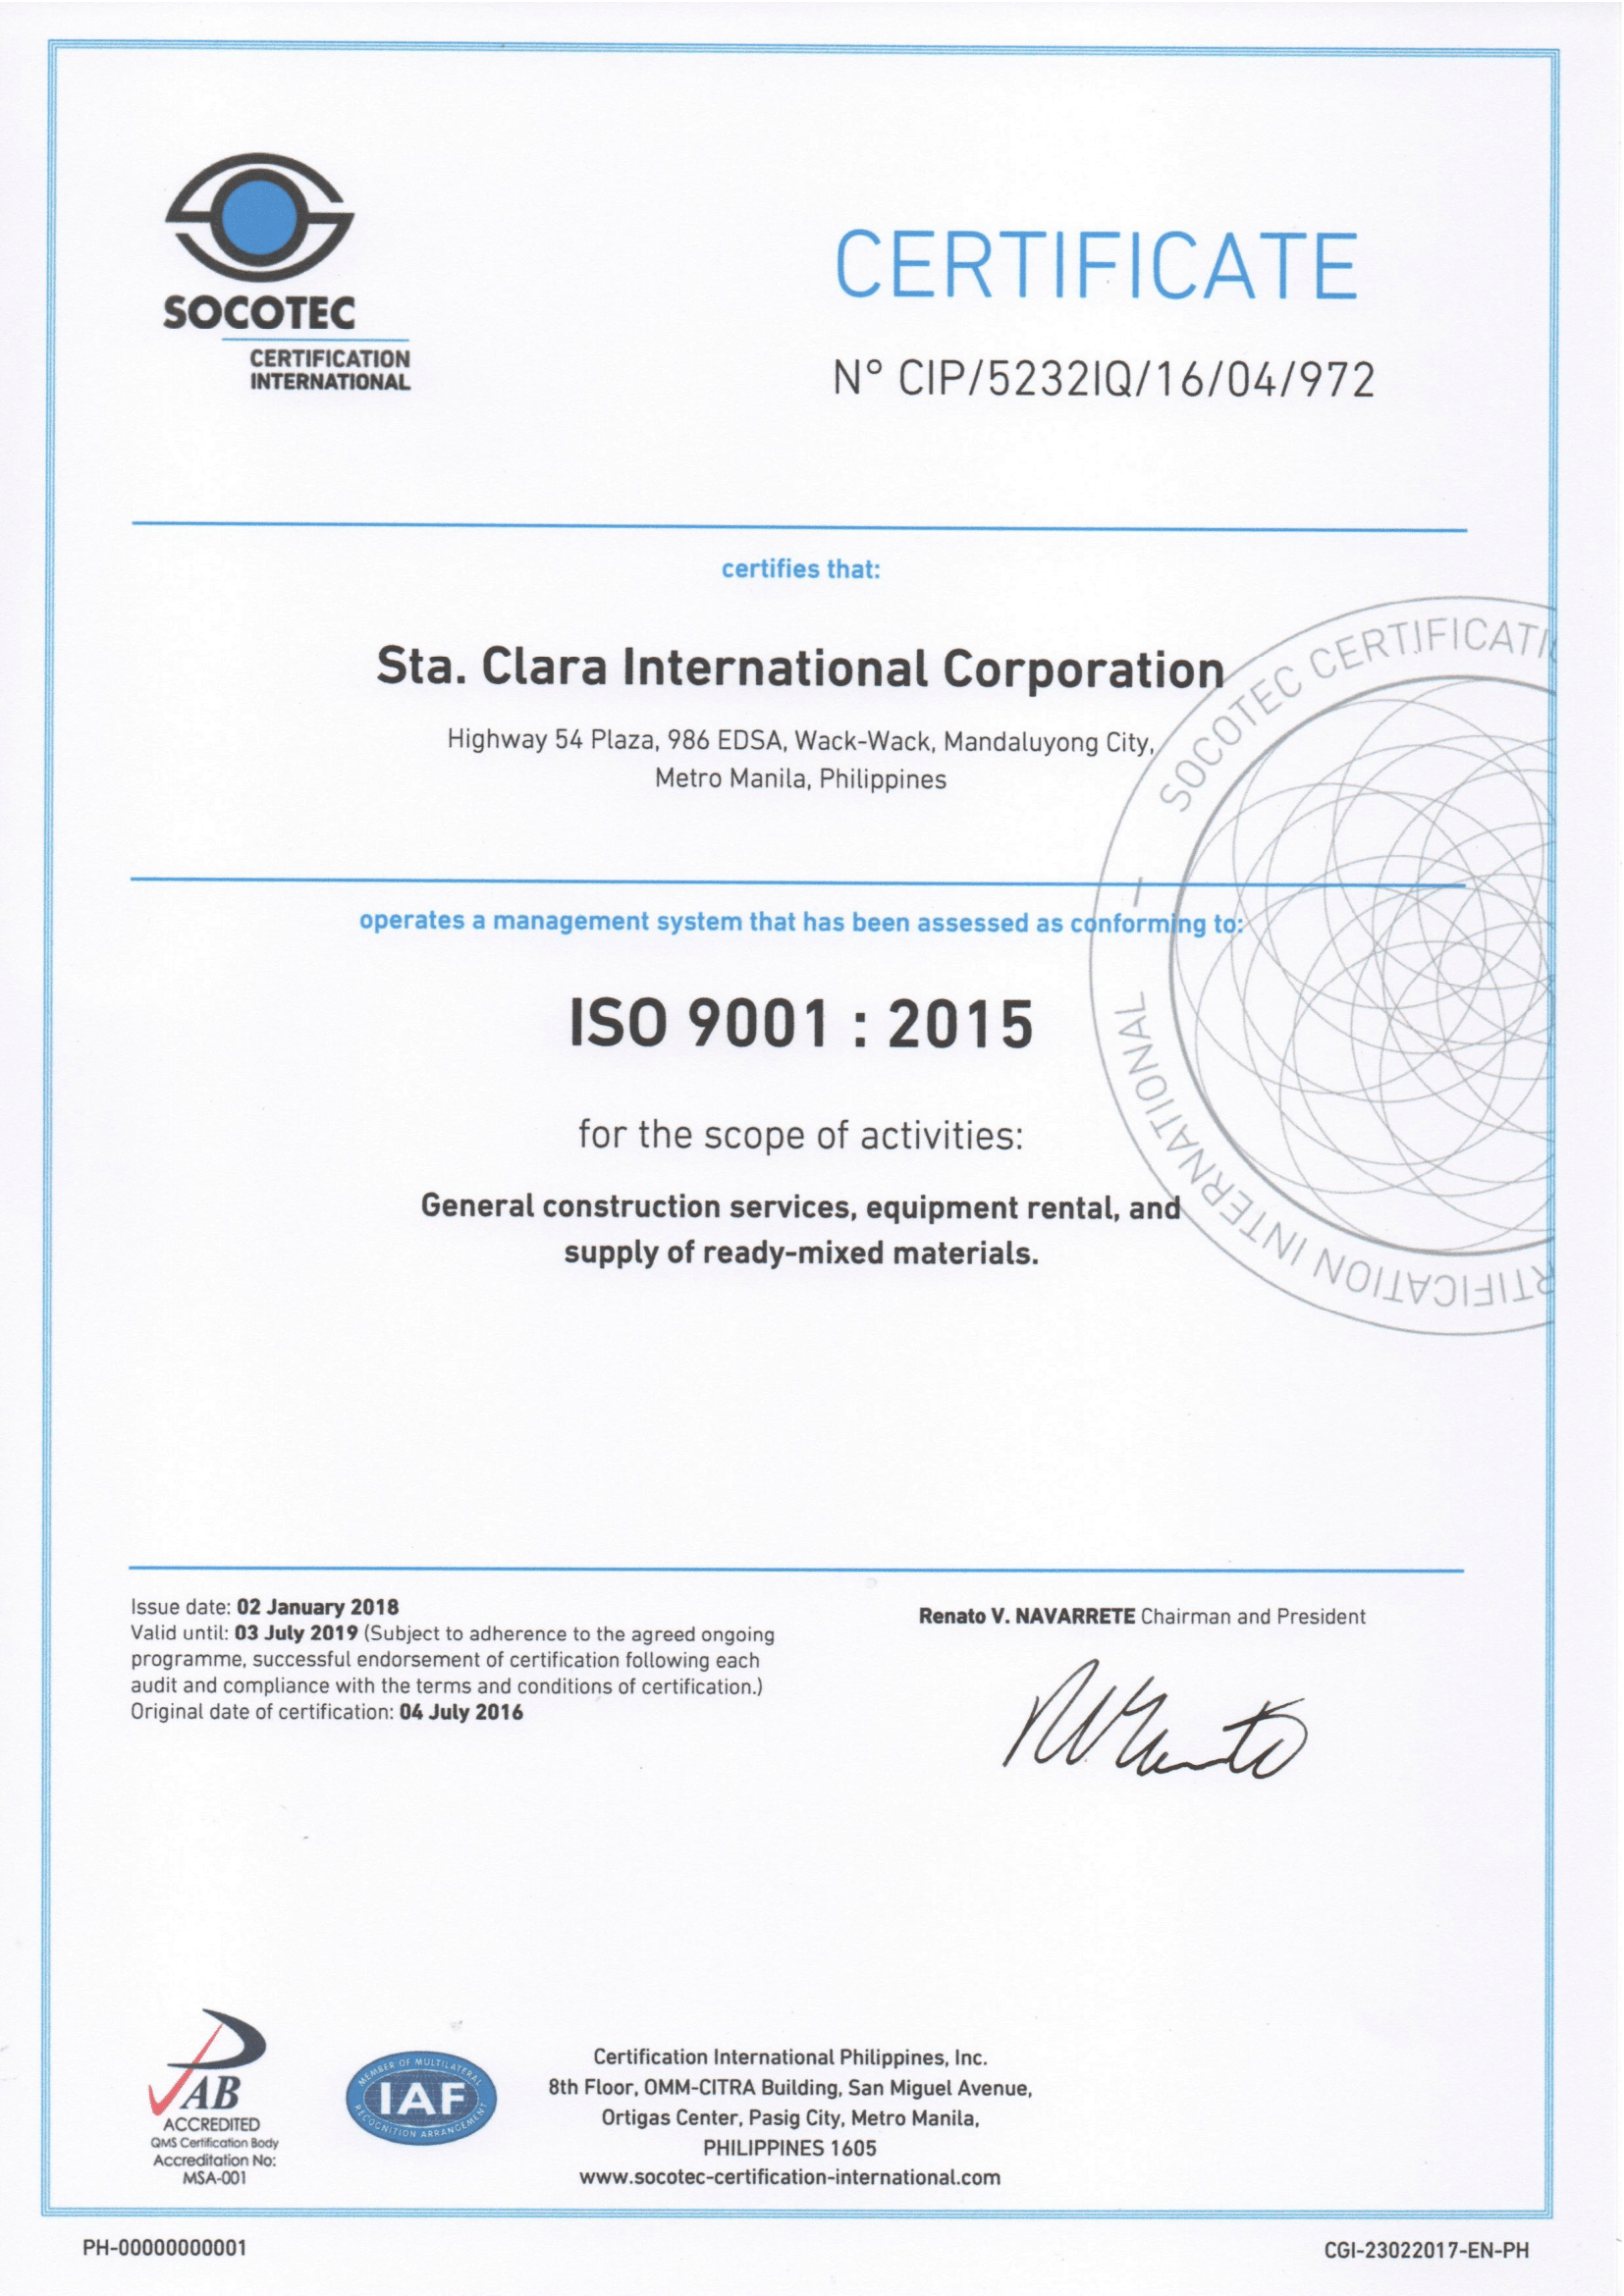 SOCOTEC
CERTIFICATION
INTERNATIONAL
CERTIFICATE
N° CIP/5232IQ/16/04/972
certifies that:
Sta. Clara International Corporation
Highway 54 Plaza, 986 EDSA, Wack-Wack, Mandaluyong City,
Metro Manila, Philippines
SOCOTEC CERTIFICATI
operates a management system that has been assessed as conforming to:
ISO 9001 : 2015
for the scope of activities:
General construction services, equipment rental, and
supply of ready-mixed materials.
RTIFICATION INTERNATIONAL —
Issue date: 02 January 2018
Valid until: 03 July 2019 (Subject to adherence to the agreed ongoing
programme, successful endorsement of certification following each
audit and compliance with the terms and conditions of certification.)
Original date of certification: 04 July 2016
Renato V. NAVARRETE Chairman and President
PAB
ACCREDITED
QMS Certification Body
Accreditation No:
MSA-001
MEMBER OF MULTILATERAL
IAF
RECOGNITION ARRANGEMENT
Certification International Philippines, Inc.
8th Floor, OMM-CITRA Building, San Miguel Avenue,
Ortigas Center, Pasig City, Metro Manila,
PHILIPPINES 1605
www.socotec-certification-international.com
PH-00000000001
CGI-23022017-EN-PH